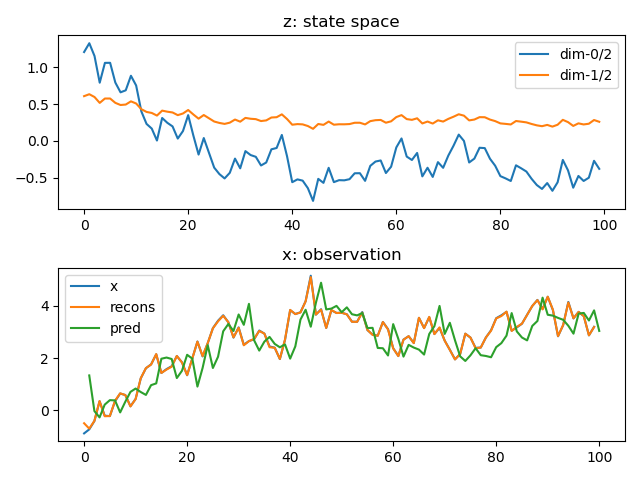 z: state space
1.0
0.5
0.0
−0.5
dim-0/2
dim-1/2
0 20 40 60 80 100
x: observation
4
2
0
x
recons
pred
0 20 40 60 80 100